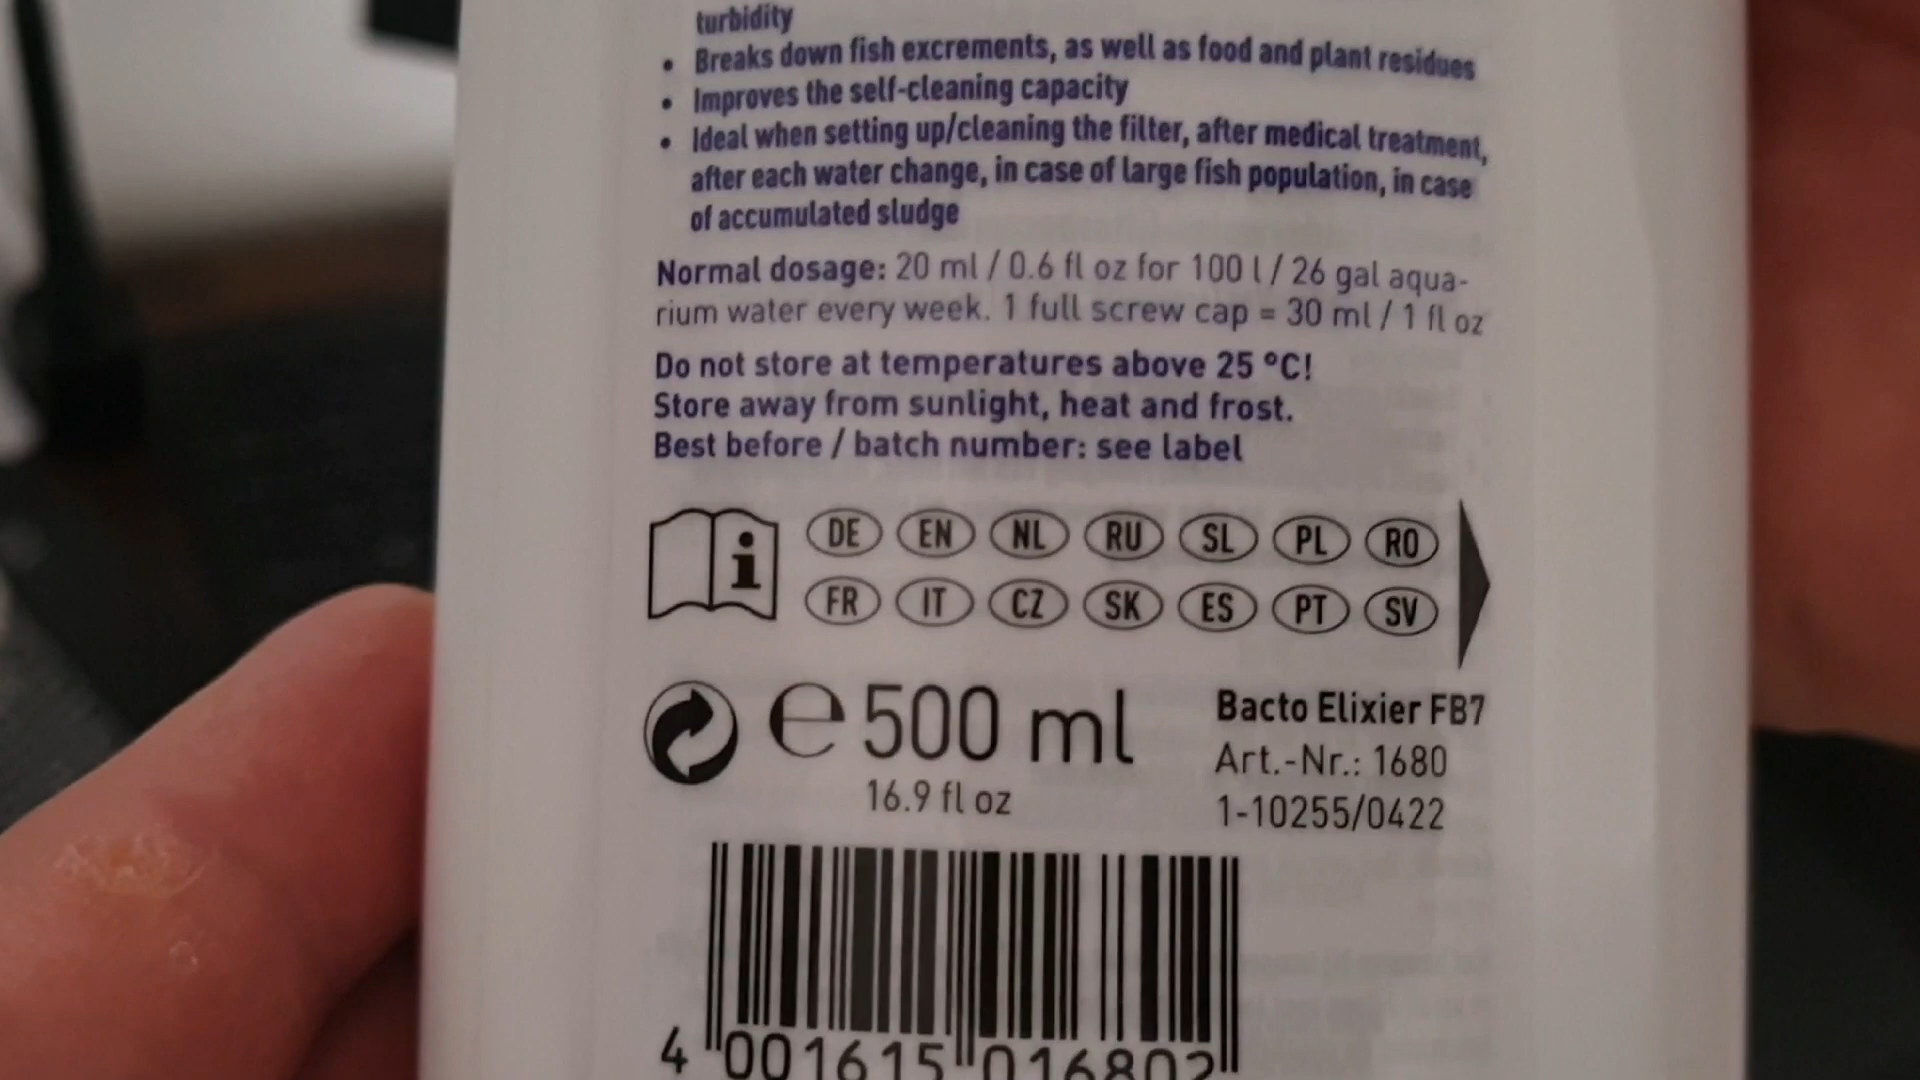 turbidity
• Breaks down fish excrements, as well as food and plant residues
• Improves the self-cleaning capacity
• Ideal when setting up/cleaning the filter, after medical treatment,
after each water change, in case of large fish population, in case
of accumulated sludge
Normal dosage: 20 ml / 0.6 fl oz for 100 l / 26 gal aqua-
rium water every week. 1 full screw cap = 30 ml / 1 fl oz
Do not store at temperatures above 25 °C!
Store away from sunlight, heat and frost.
Best before / batch number: see label
i DE EN NL RU SL PL RO
FR IT CZ SK ES PT SV
e 500 ml
16.9 fl oz
Bacto Elixier FB7
Art.-Nr.: 1680
1-10255/0422
4 001615 016802